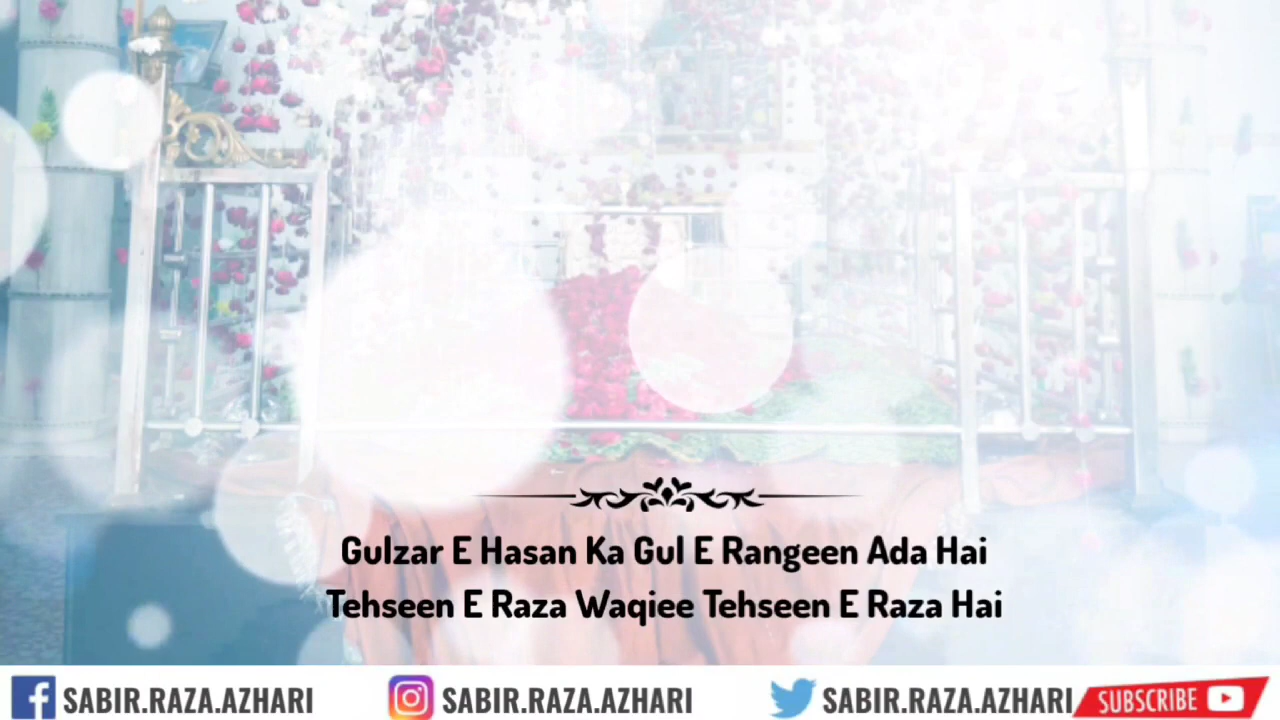 Gulzar E Hasan Ka Gul E Rangeen Ada Hai
Tehseen E Raza Waqiee Tehseen E Raza Hai
SABIR.RAZA.AZHARI SABIR.RAZA.AZHARI SABIR.RAZA.AZHARI SUBSCRIBE